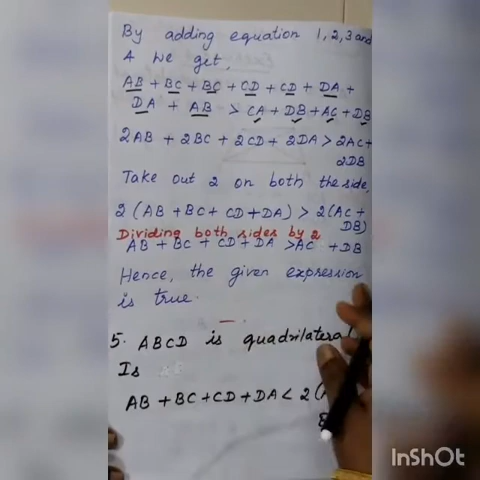 By adding equation 1, 2, 3 and
4 we get,
AB + BC + BC + CD + CD + DA +
DA + AB > CA + DB + AC + DB
2AB + 2BC + 2CD + 2DA > 2AC +
2DB
Take out 2 on both the side,
2 (AB + BC + CD + DA) > 2(AC +
DB)
Dividing both sides by 2
AB + BC + CD + DA > AC + DB
Hence, the given expression
is true.
5. ABCD is quadrilateral
Is
AB + BC + CD + DA < 2 (
InShOt